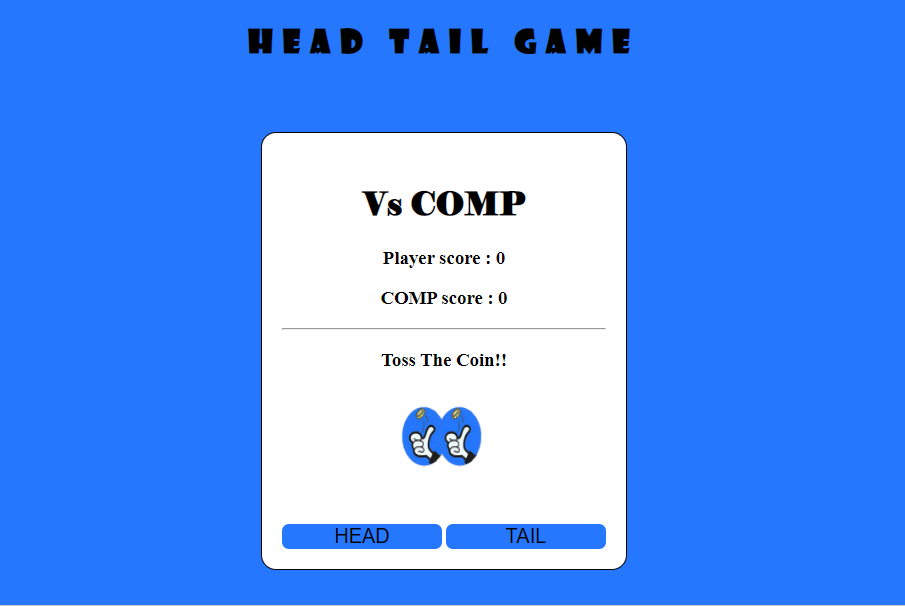 HEAD TAIL GAME
Vs COMP
Player score : 0
COMP score : 0
Toss The Coin!!
HEAD TAIL